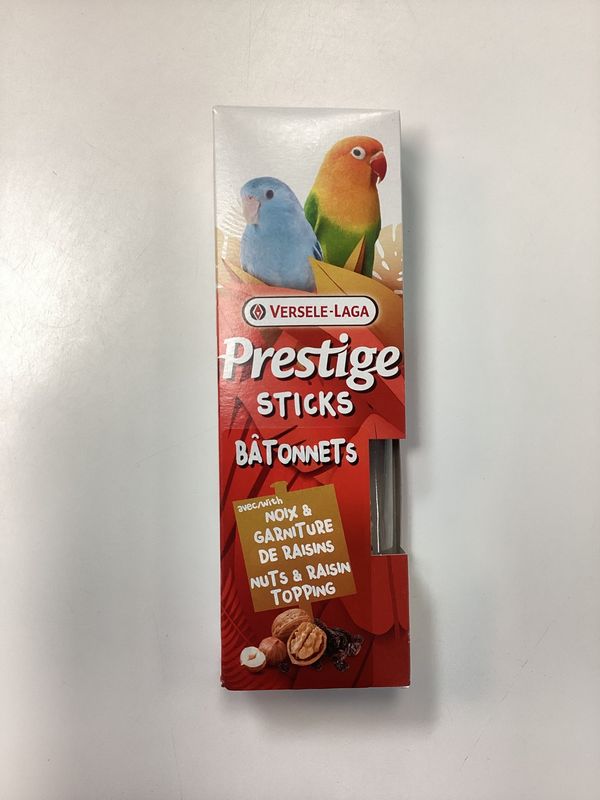 VERSELE-LAGA
Prestige
STICKS
BÂTONNETS
avec/with
NOIX &
GARNITURE
DE RAISINS
NUTS & RAISIN
TOPPING